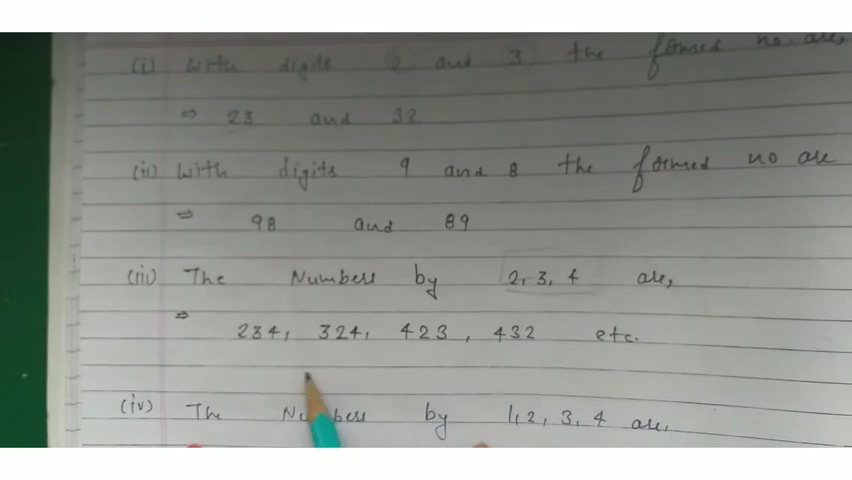 (i) With digits 2 and 3 the formed no. are,
⇒ 23 and 32
(ii) With digits 9 and 8 the formed no are
⇒ 98 and 89
(iii) The Numbers by 2, 3, 4 are,
⇒
234, 324, 423, 432 etc.
(iv) The Numbers by 1, 2, 3, 4 are,